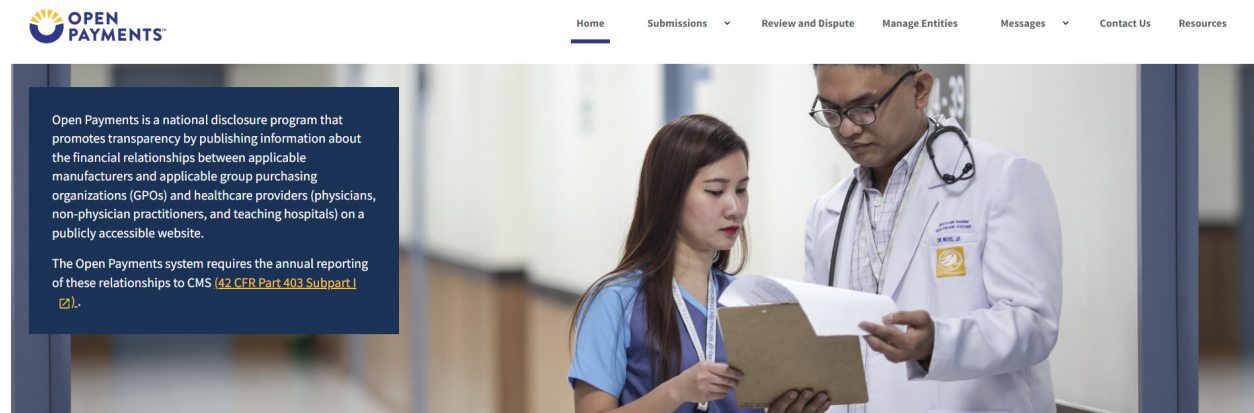 OPEN
PAYMENTS
Home
Submissions
Review and Dispute
Manage Entities
Messages
Contact Us
Resources
Open Payments is a national disclosure program that
promotes transparency by publishing information about
the financial relationships between applicable
manufacturers and applicable group purchasing
organizations (GPOs) and healthcare providers (physicians,
non-physician practitioners, and teaching hospitals) on a
publicly accessible website.
The Open Payments system requires the annual reporting
of these relationships to CMS (42 CFR Part 403 Subpart I
).